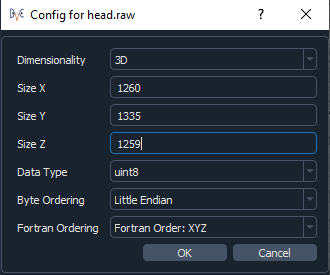 Config for head.raw
?
Dimensionality 3D
Size X 1260
Size Y 1335
Size Z 1259
Data Type uint8
Byte Ordering Little Endian
Fortran Ordering Fortran Order: XYZ
OK Cancel